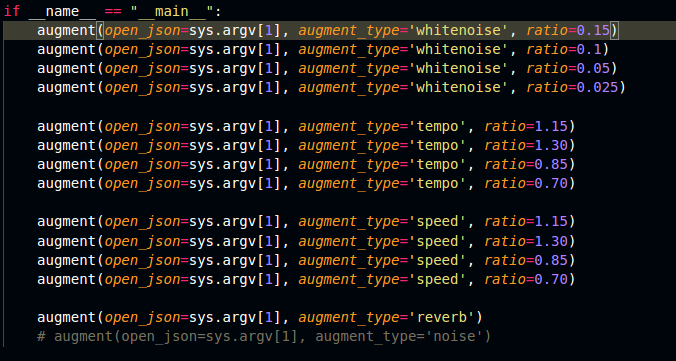 if __name__ == "__main__":
    augment(open_json=sys.argv[1], augment_type='whitenoise', ratio=0.15)
    augment(open_json=sys.argv[1], augment_type='whitenoise', ratio=0.1)
    augment(open_json=sys.argv[1], augment_type='whitenoise', ratio=0.05)
    augment(open_json=sys.argv[1], augment_type='whitenoise', ratio=0.025)

    augment(open_json=sys.argv[1], augment_type='tempo', ratio=1.15)
    augment(open_json=sys.argv[1], augment_type='tempo', ratio=1.30)
    augment(open_json=sys.argv[1], augment_type='tempo', ratio=0.85)
    augment(open_json=sys.argv[1], augment_type='tempo', ratio=0.70)

    augment(open_json=sys.argv[1], augment_type='speed', ratio=1.15)
    augment(open_json=sys.argv[1], augment_type='speed', ratio=1.30)
    augment(open_json=sys.argv[1], augment_type='speed', ratio=0.85)
    augment(open_json=sys.argv[1], augment_type='speed', ratio=0.70)

    augment(open_json=sys.argv[1], augment_type='reverb')
    # augment(open_json=sys.argv[1], augment_type='noise')